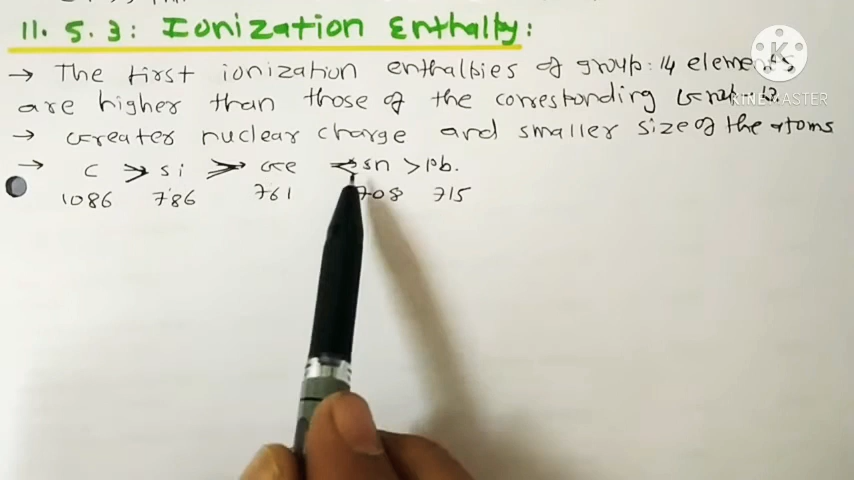 11.5.3: Ionization Enthalpy:
→ The first ionization enthalpies of group: 14 elements
are higher than those of the corresponding
→ Greater nuclear charge and smaller size of the atoms
→ C > Si > Ge Sn > Pb.
1086 786 761 708 715
KINEMASTER